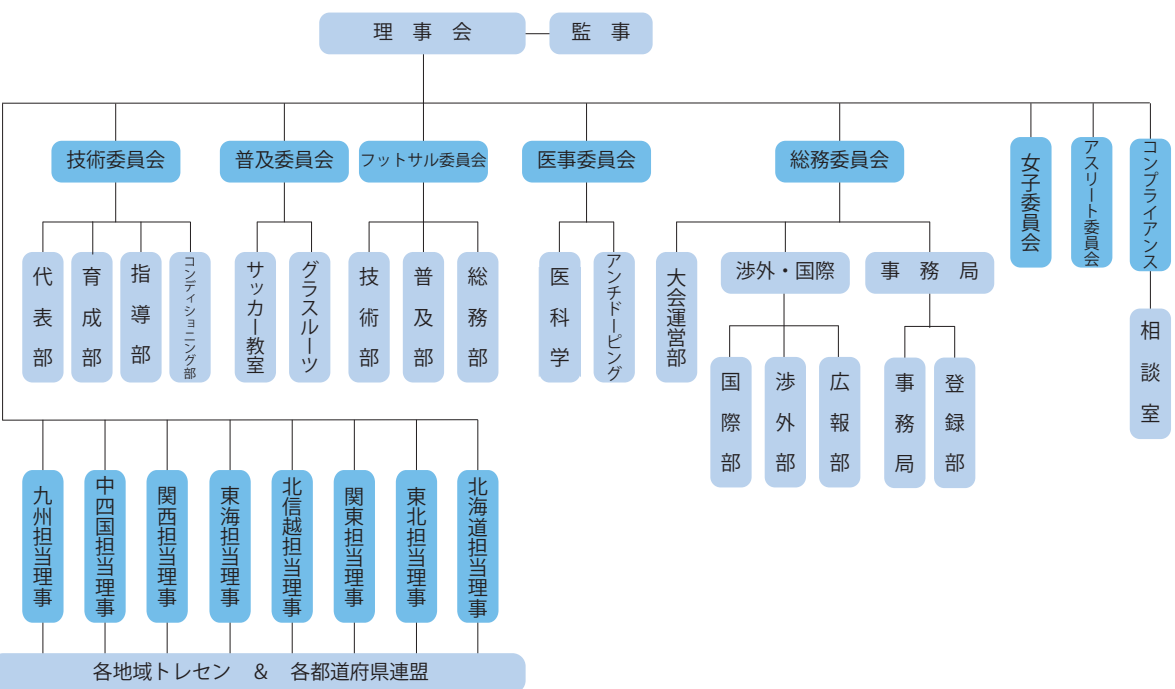 理事会
監事
技術委員会
普及委員会
フットサル委員会
医事委員会
総務委員会
女子委員会
アスリート委員会
コンプライアンス
代表部
育成部
指導部
コンディショニング部
サッカー教室
グラスルーツ
技術部
普及部
総務部
医科学
アンチドーピング
大会運営部
渉外・国際
事務局
国際部
渉外部
広報部
事務局
登録部
相談室
九州担当理事
中四国担当理事
関西担当理事
東海担当理事
北信越担当理事
関東担当理事
東北担当理事
北海道担当理事
各地域トレセン　&　各都道府県連盟